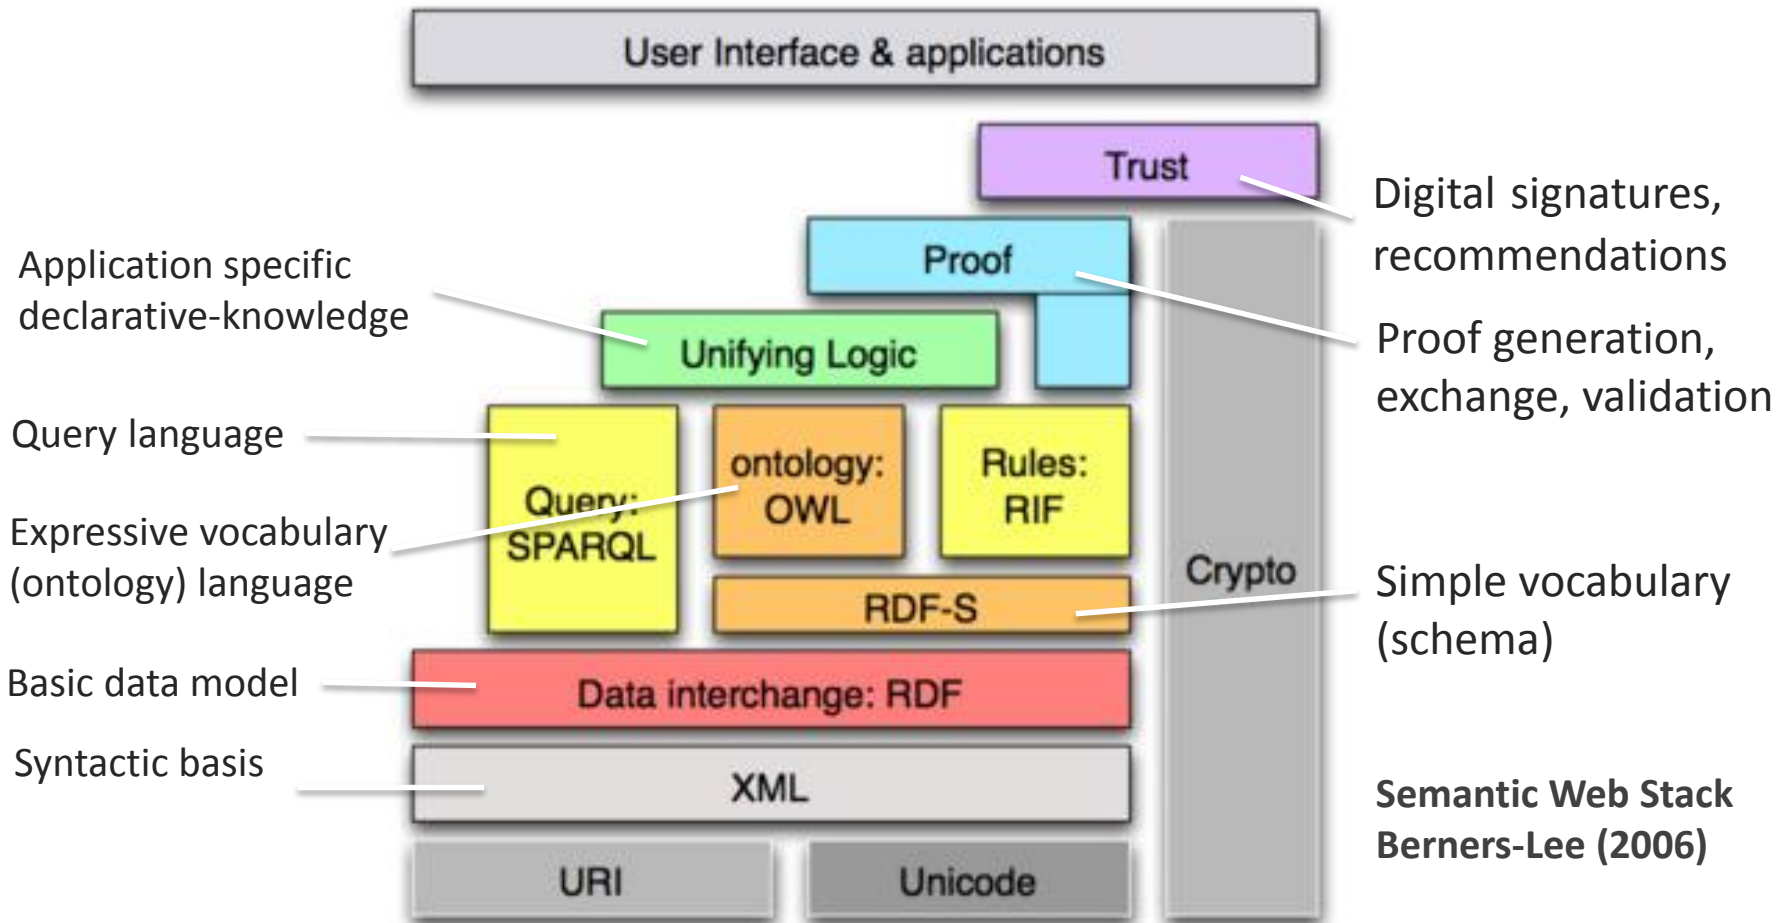 User Interface & applications
Trust
Digital signatures,
recommendations
Proof
Application specific
declarative-knowledge
Proof generation,
exchange, validation
Unifying Logic
Query language
ontology:
OWL
Rules:
RIF
Query:
SPARQL
Expressive vocabulary
(ontology) language
Crypto
Simple vocabulary
(schema)
RDF-S
Basic data model
Data interchange: RDF
Syntactic basis
XML
Semantic Web Stack
Berners-Lee (2006)
URI
Unicode